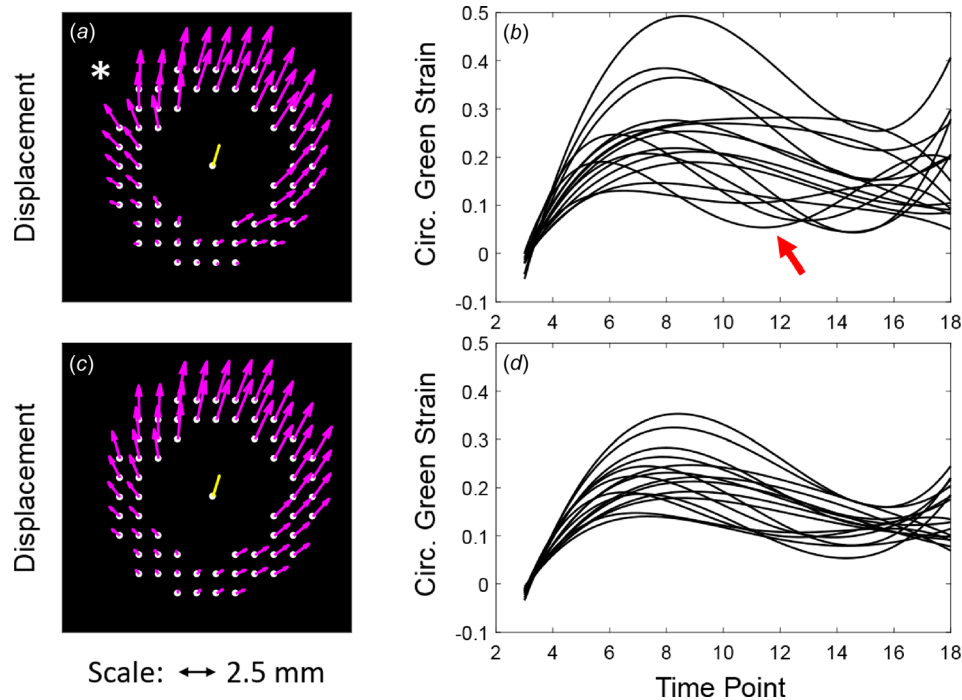 (a)
*
Displacement
(b)
Circ. Green Strain
0.5
0.4
0.3
0.2
0.1
0
-0.1
2 4 6 8 10 12 14 16 18
(c)
Displacement
(d)
Circ. Green Strain
0.5
0.4
0.3
0.2
0.1
0
-0.1
2 4 6 8 10 12 14 16 18
Scale: ↔ 2.5 mm
Time Point